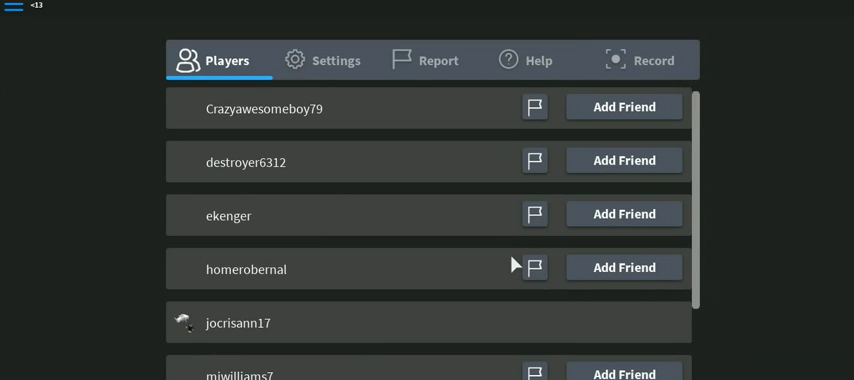 <13
Players Settings Report Help Record
Crazyawesomeboy79 Add Friend
destroyer6312 Add Friend
ekenger Add Friend
homerobernal Add Friend
jocrisann17
miwilliams7 Add Friend